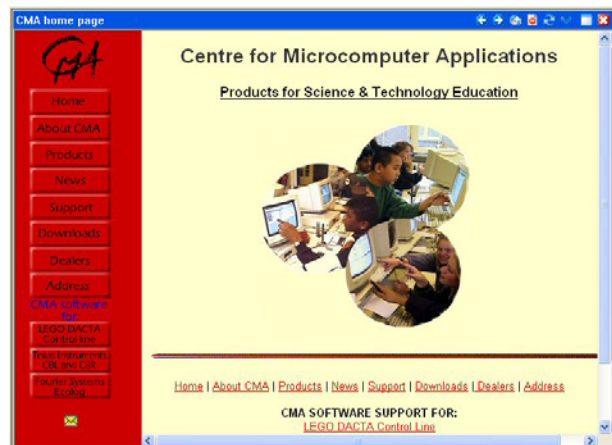 CMA home page
CMA
Home
About CMA
Products
News
Support
Downloads
Dealers
Address
CMA software
for:
LEGO DACTA
Control line
Texas Instruments
CBL and CBR
Fourier Systems
Ecolog
Centre for Microcomputer Applications
Products for Science & Technology Education
Home | About CMA | Products | News | Support | Downloads | Dealers | Address
CMA SOFTWARE SUPPORT FOR:
LEGO DACTA Control Line